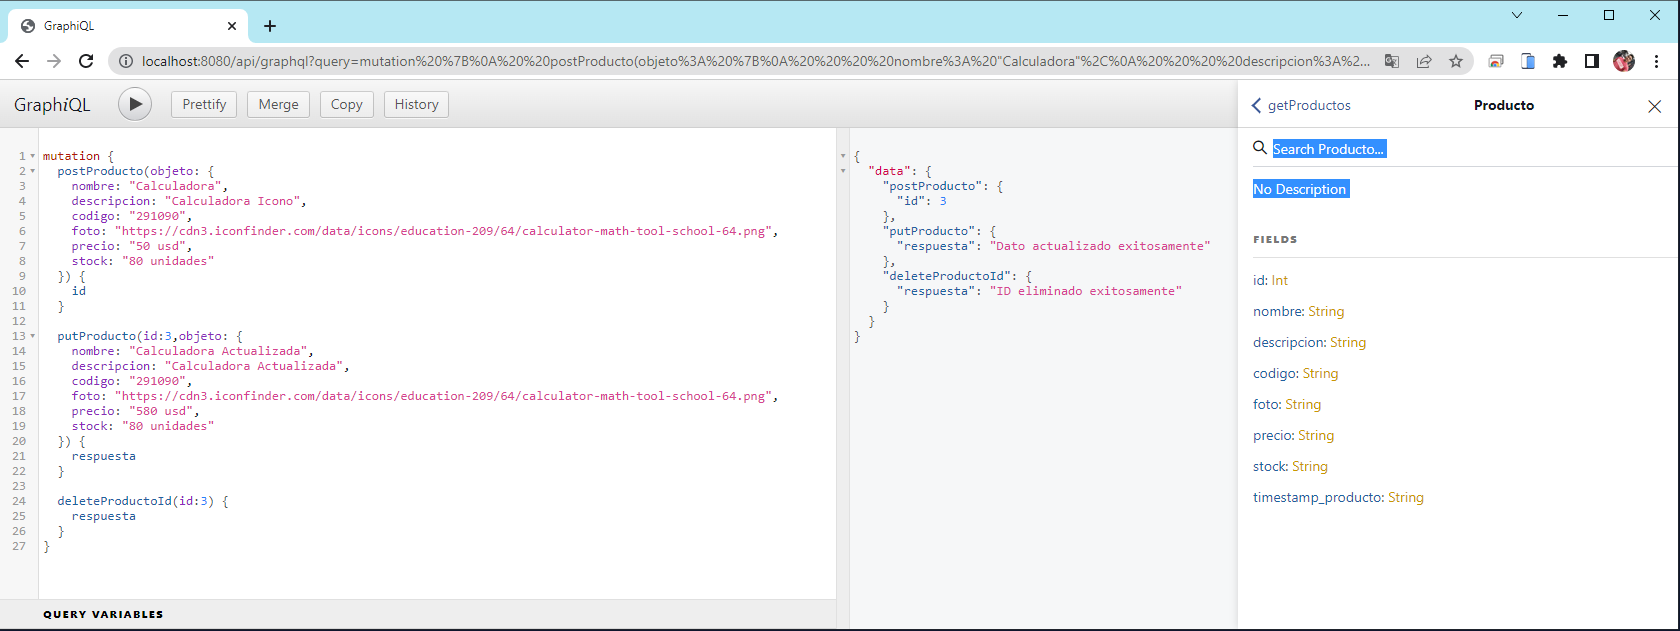 GraphiQL
localhost:8080/api/graphql?query=mutation%20%7B%0A%20%20postProducto(objeto%3A%20%7B%0A%20%20%20%20nombre%3A%20"Calculadora"%2C%0A%20%20%20%20descripcion%3A%2...
GraphiQL
Prettify
Merge
Copy
History
1 mutation {
2 postProducto(objeto: {
3 nombre: "Calculadora",
4 descripcion: "Calculadora Icono",
5 codigo: "291090",
6 foto: "https://cdn3.iconfinder.com/data/icons/education-209/64/calculator-math-tool-school-64.png",
7 precio: "50 usd",
8 stock: "80 unidades"
9 }) {
10 id
11 }
12
13 putProducto(id:3,objeto: {
14 nombre: "Calculadora Actualizada",
15 descripcion: "Calculadora Actualizada",
16 codigo: "291090",
17 foto: "https://cdn3.iconfinder.com/data/icons/education-209/64/calculator-math-tool-school-64.png",
18 precio: "580 usd",
19 stock: "80 unidades"
20 }) {
21 respuesta
22 }
23
24 deleteProductoId(id:3) {
25 respuesta
26 }
27 }
QUERY VARIABLES
{
"data": {
"postProducto": {
"id": 3
},
"putProducto": {
"respuesta": "Dato actualizado exitosamente"
},
"deleteProductoId": {
"respuesta": "ID eliminado exitosamente"
}
}
}
getProductos
Producto
Search Producto...
No Description
FIELDS
id: Int
nombre: String
descripcion: String
codigo: String
foto: String
precio: String
stock: String
timestamp_producto: String